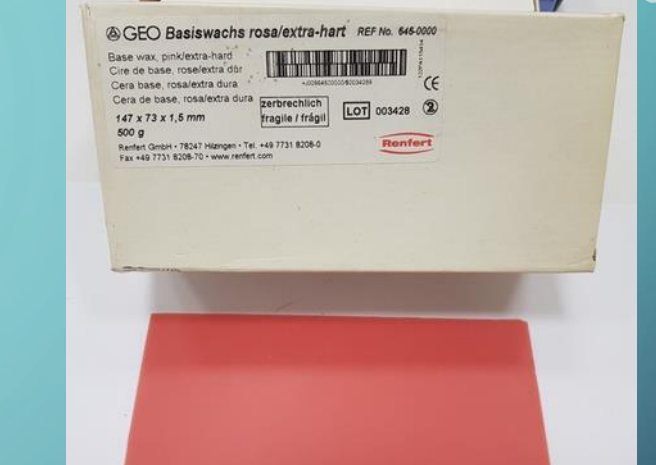 GEO Basiswachs rosa/extra-hart REF No. 646-0000
Base wax, pink/extra-hard
Cire de base, rose/extra dûr
Cera base, rosa/extra dura
Cera de base, rosa/extra dura
147 x 73 x 1,5 mm
500 g
zerbrechlich
fragile / frágil
LOT 003428
2
CE
Renfert GmbH • 78247 Hilzingen • Tel. +49 7731 8208-0
Fax +49 7731 8208-70 • www.renfert.com
Renfert